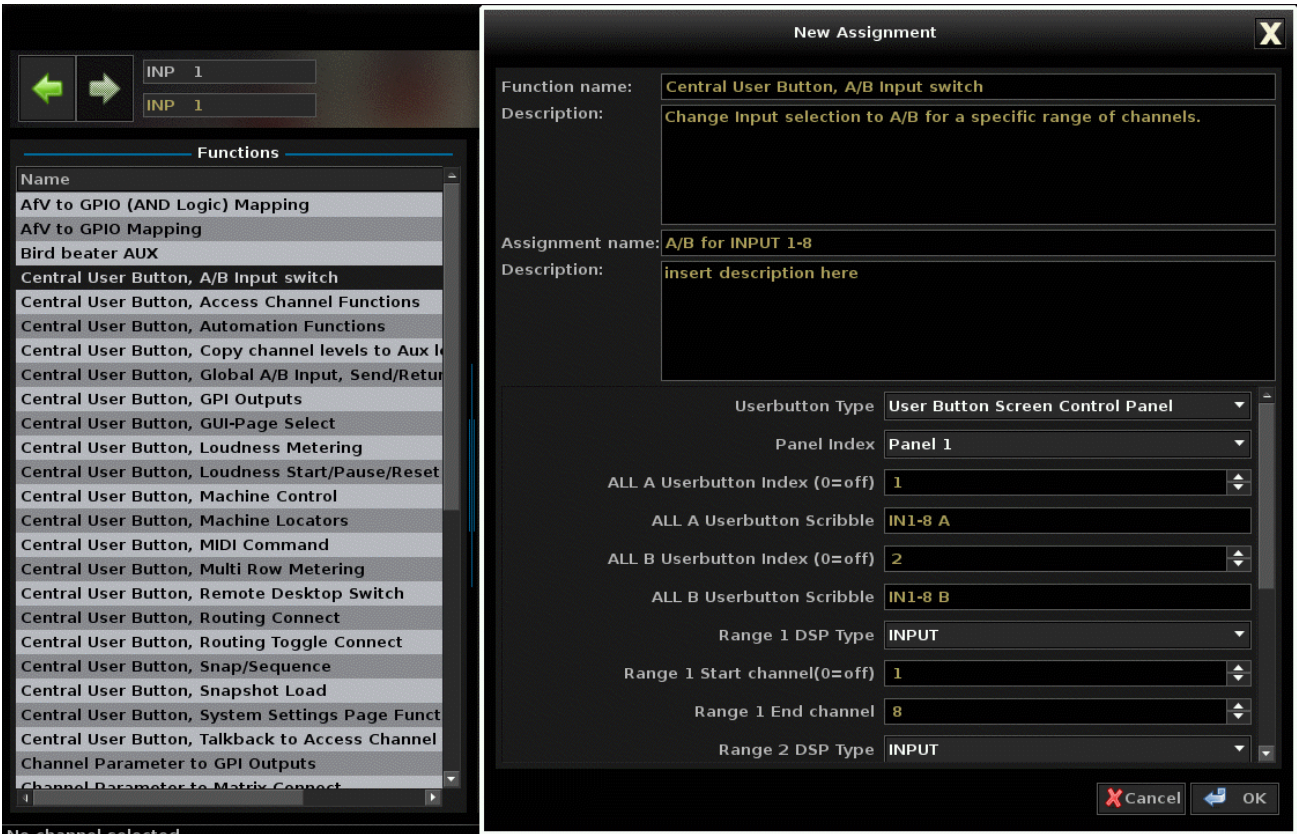 INP 1
INP 1
Functions
Name
AfV to GPIO (AND Logic) Mapping
AfV to GPIO Mapping
Bird beater AUX
Central User Button, A/B Input switch
Central User Button, Access Channel Functions
Central User Button, Automation Functions
Central User Button, Copy channel levels to Aux l
Central User Button, Global A/B Input, Send/Retur
Central User Button, GPI Outputs
Central User Button, GUI-Page Select
Central User Button, Loudness Metering
Central User Button, Loudness Start/Pause/Reset
Central User Button, Machine Control
Central User Button, Machine Locators
Central User Button, MIDI Command
Central User Button, Multi Row Metering
Central User Button, Remote Desktop Switch
Central User Button, Routing Connect
Central User Button, Routing Toggle Connect
Central User Button, Snap/Sequence
Central User Button, Snapshot Load
Central User Button, System Settings Page Funct
Central User Button, Talkback to Access Channel
Channel Parameter to GPI Outputs
Channel Parameter to Matrix Connect
No channel selected
New Assignment
X
Function name: Central User Button, A/B Input switch
Description: Change Input selection to A/B for a specific range of channels.
Assignment name: A/B for INPUT 1-8
Description: insert description here
Userbutton Type User Button Screen Control Panel
Panel Index Panel 1
ALL A Userbutton Index (0=off) 1
ALL A Userbutton Scribble IN1-8 A
ALL B Userbutton Index (0=off) 2
ALL B Userbutton Scribble IN1-8 B
Range 1 DSP Type INPUT
Range 1 Start channel(0=off) 1
Range 1 End channel 8
Range 2 DSP Type INPUT
Cancel OK